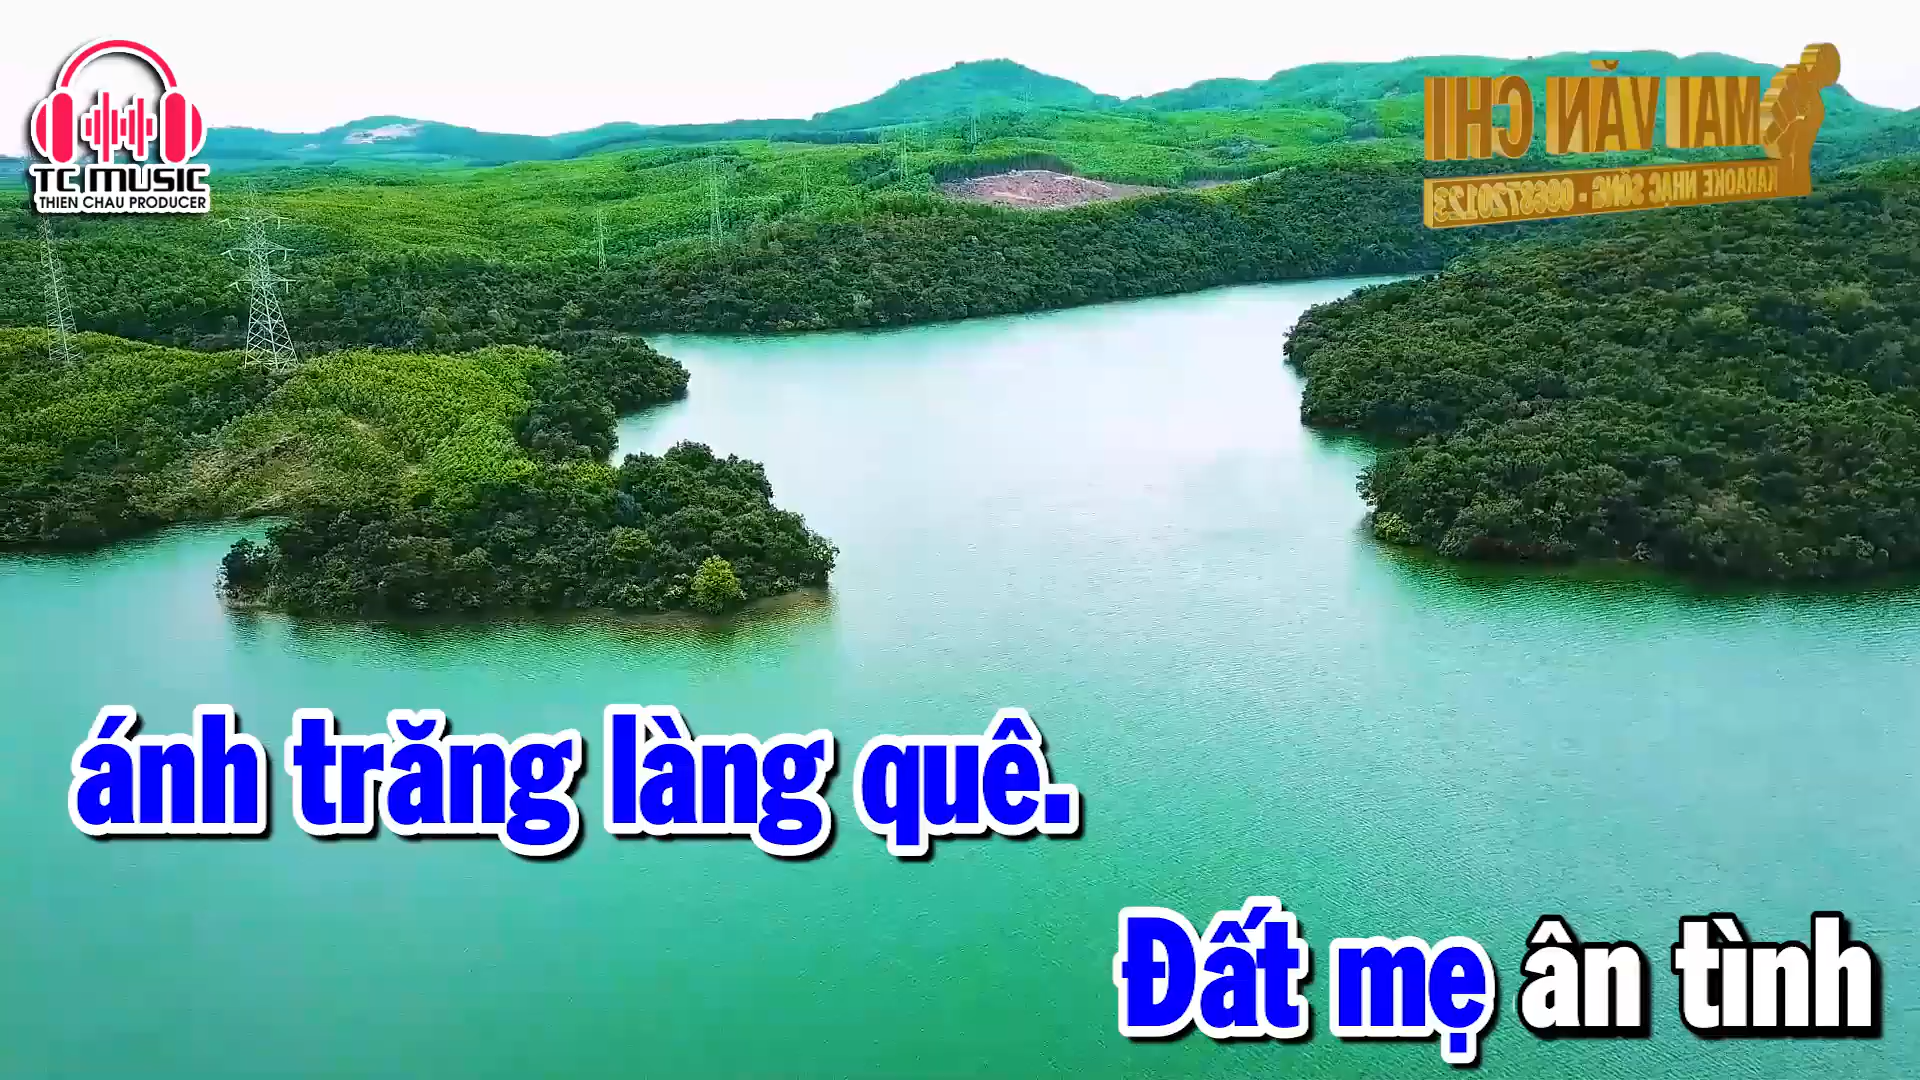 TC MUSIC
THIEN CHAU PRODUCER
MAI VĂN CHI
KARAOKE NHẠC SỐNG - 0968720123
ánh trăng làng quê.
Đất mẹ ân tình